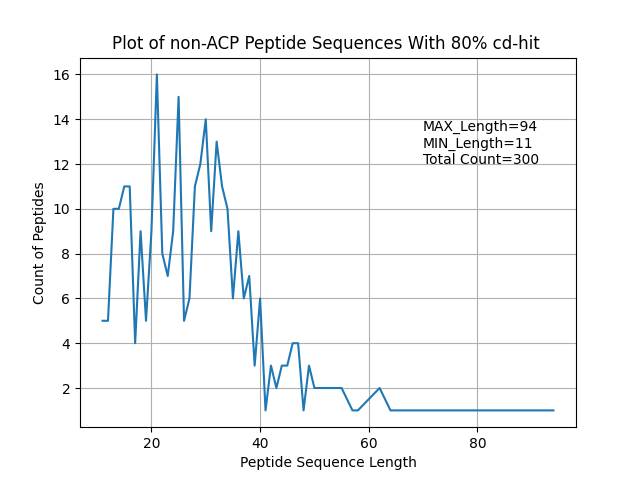 Plot of non-ACP Peptide Sequences With 80% cd-hit
16
14
12
10
8
6
4
2
MAX_Length=94
MIN_Length=11
Total Count=300
Count of Peptides
20
40
60
80
Peptide Sequence Length